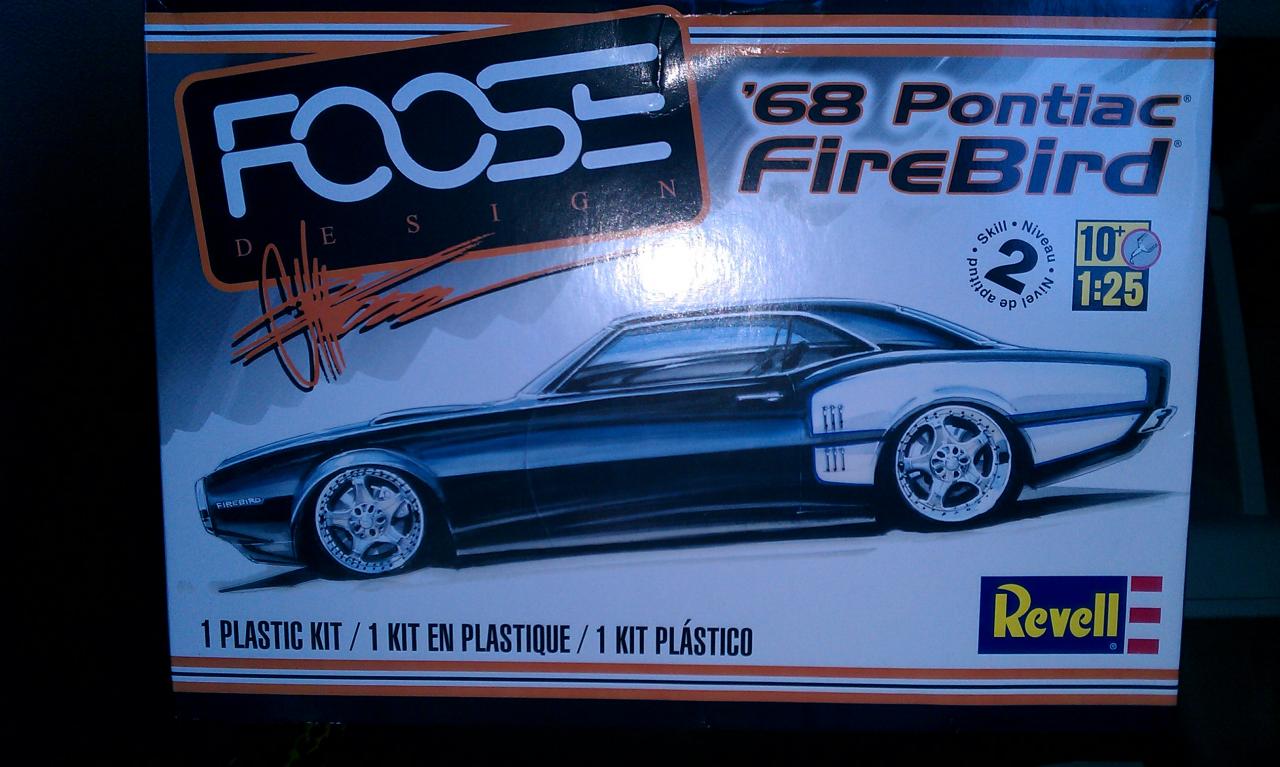 FOOSE
DESIGN
'68 Pontiac®
FireBird®
Skill • Niveau • Nivel de aptitud •
2
10+
1:25
FIREBIRD
1 PLASTIC KIT / 1 KIT EN PLASTIQUE / 1 KIT PLÁSTICO
Revell®